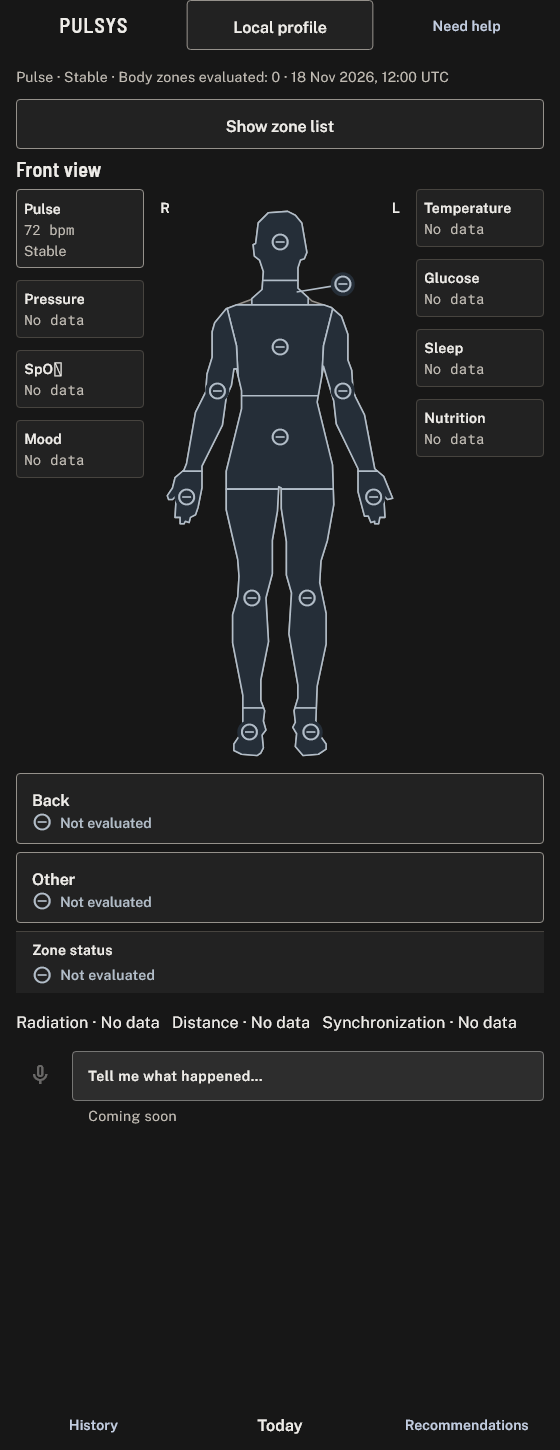 PULSYS
Local profile
Need help
Pulse · Stable · Body zones evaluated: 0 · 18 Nov 2026, 12:00 UTC
Show zone list
Front view
Pulse
72 bpm
Stable
Pressure
No data
SpO
No data
Mood
No data
R
L
Temperature
No data
Glucose
No data
Sleep
No data
Nutrition
No data
Back
Not evaluated
Other
Not evaluated
Zone status
Not evaluated
Radiation · No data Distance · No data Synchronization · No data
Tell me what happened…
Coming soon
History
Today
Recommendations